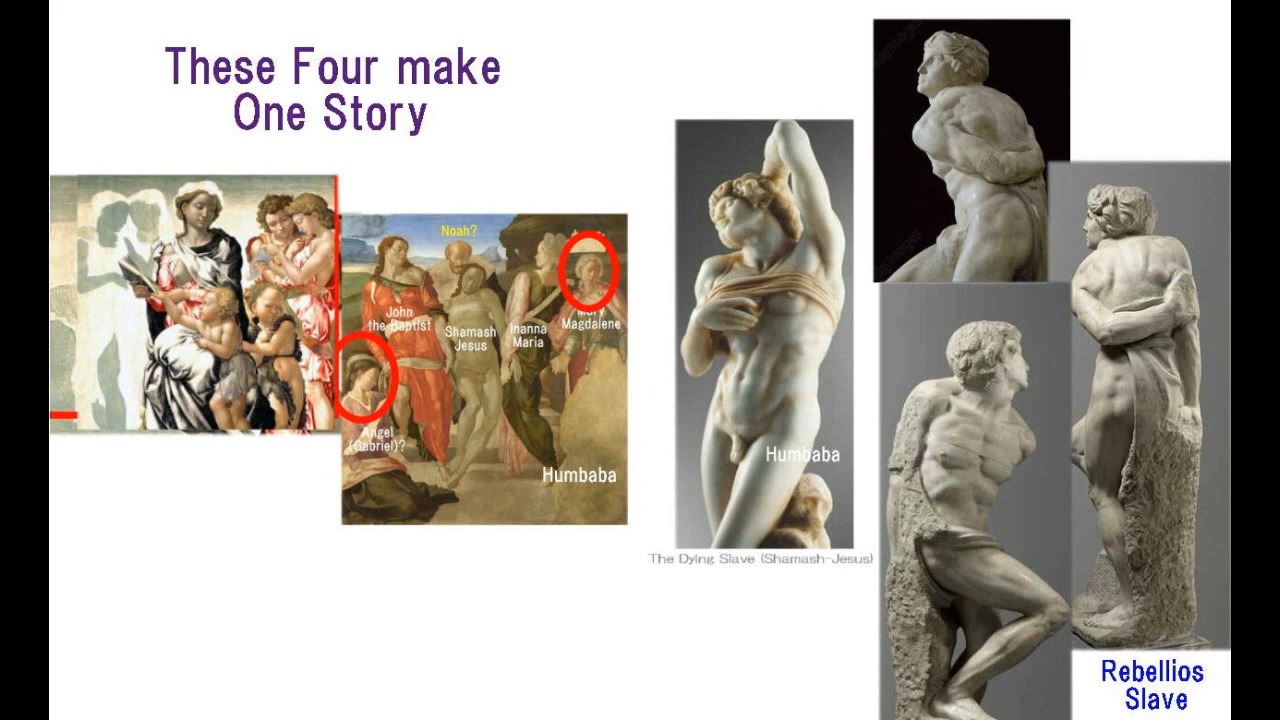 These Four make
One Story
Noah?
John
the Baptist
Shamash
Jesus
Inanna
Maria
Mary
Magdalene
Angel
(Gabriel)?
Humbaba
Humbaba
The Dying Slave (Shamash-Jesus)
Rebellios
Slave